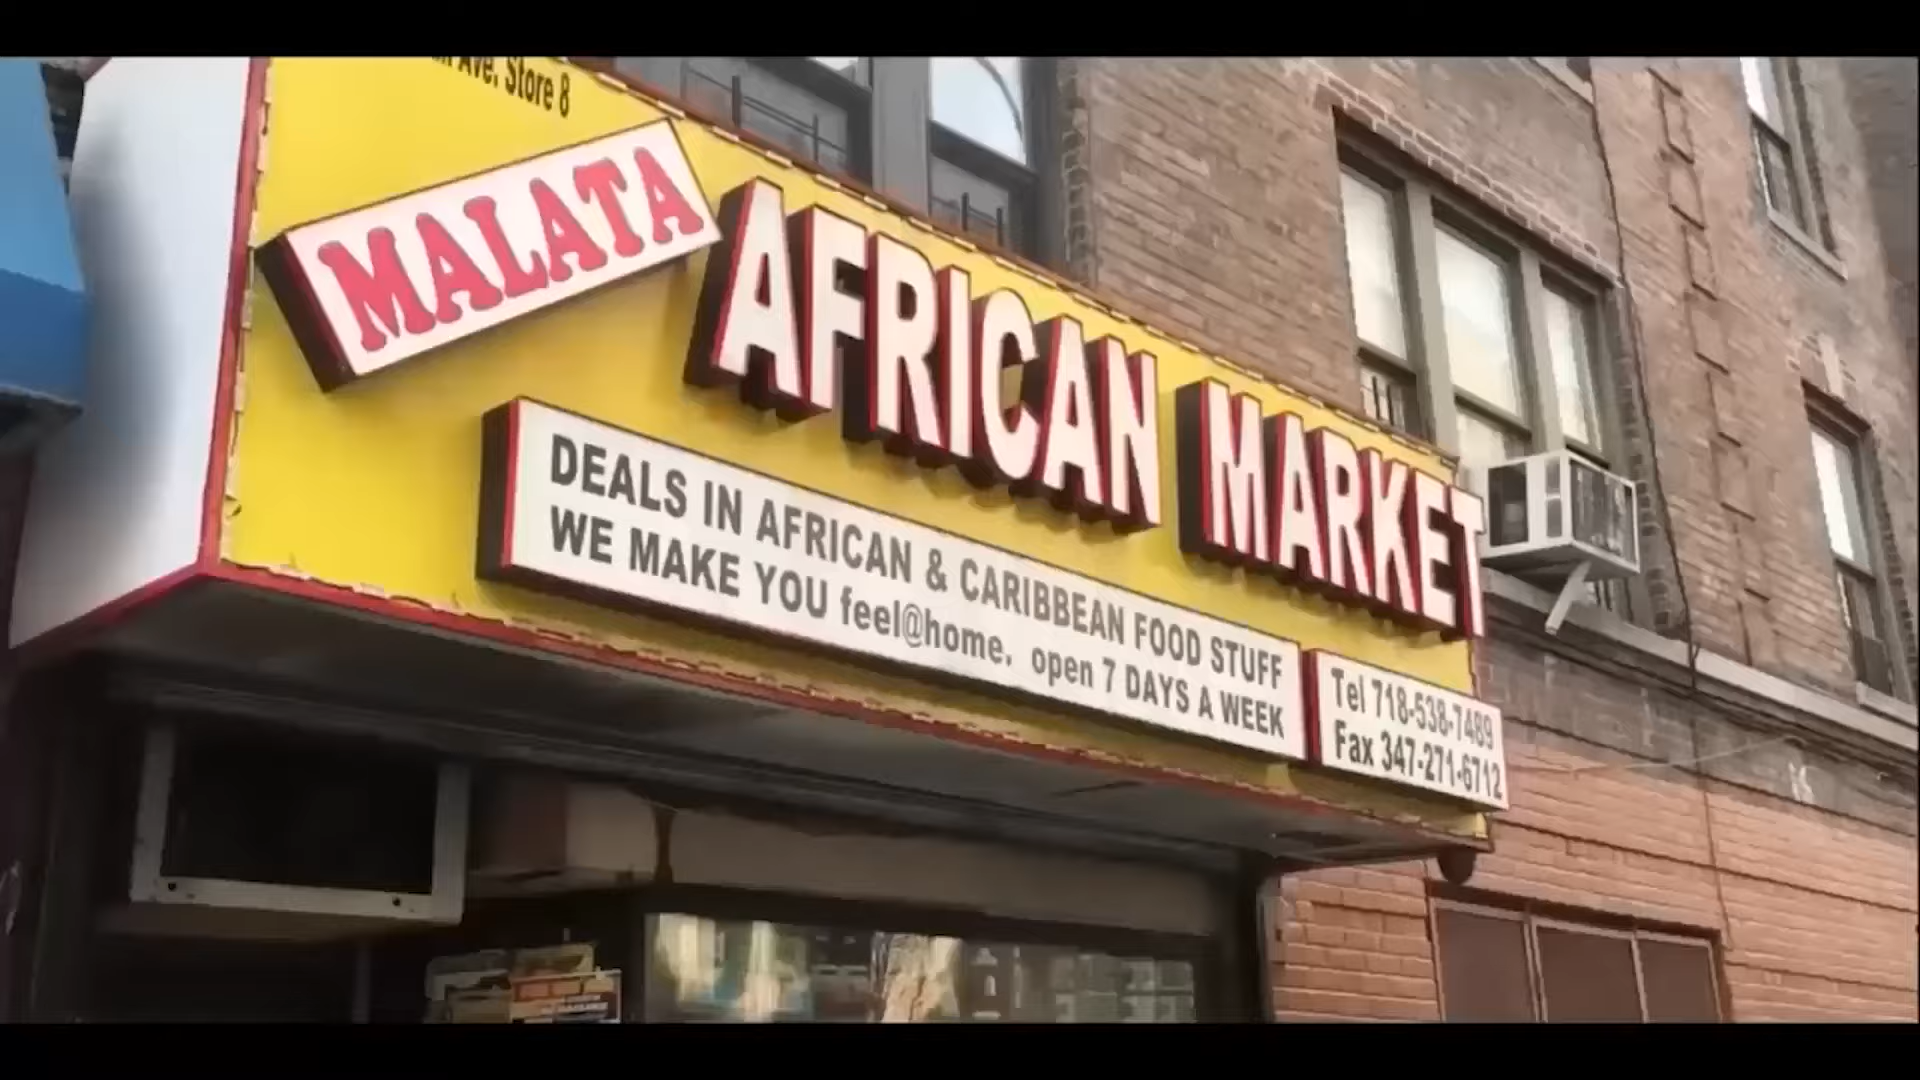 Ave. Store 8
MALATA
AFRICAN MARKET
DEALS IN AFRICAN & CARIBBEAN FOOD STUFF
WE MAKE YOU feel@home. open 7 DAYS A WEEK
Tel 718-538-7489
Fax 347-271-6712